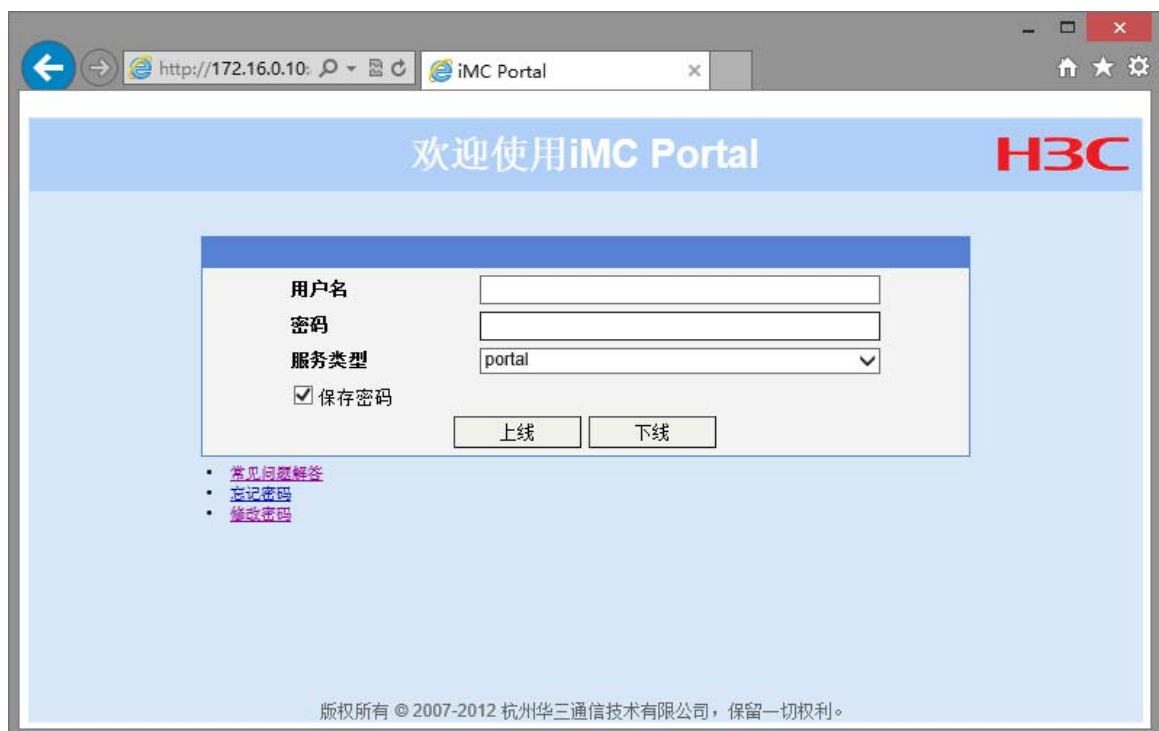 http://172.16.0.10:
iMC Portal
欢迎使用iMC Portal
H3C
用户名
密码
服务类型
portal
保存密码
上线 下线
常见问题解答
忘记密码
修改密码
版权所有 © 2007-2012 杭州华三通信技术有限公司，保留一切权利。